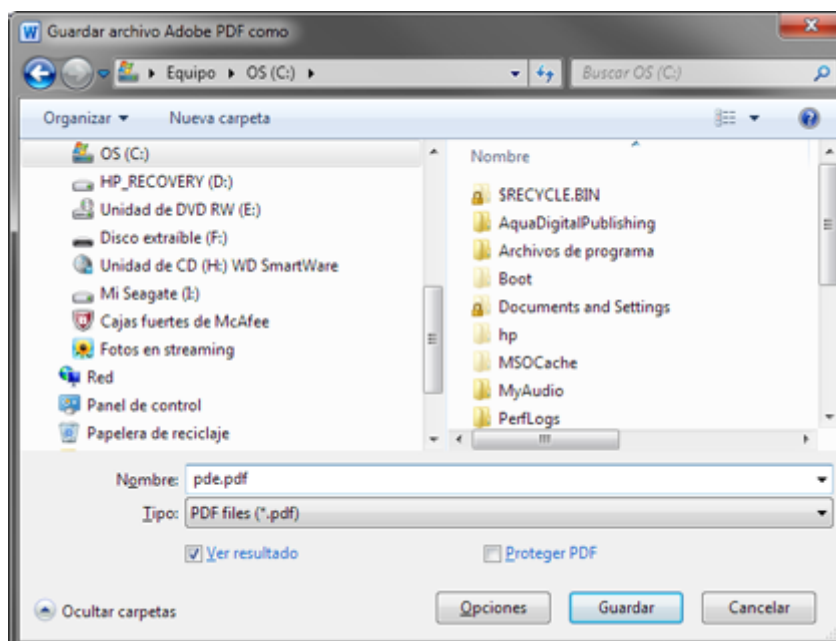 Guardar archivo Adobe PDF como
Equipo OS (C:) Buscar OS (C:)
Organizar Nueva carpeta
OS (C:)
HP_RECOVERY (D:)
Unidad de DVD RW (E:)
Disco extraíble (F:)
Unidad de CD (H:) WD SmartWare
Mi Seagate (I:)
Cajas fuertes de McAfee
Fotos en streaming
Red
Panel de control
Papelera de reciclaje
Nombre
$RECYCLE.BIN
AquaDigitalPublishing
Archivos de programa
Boot
Documents and Settings
hp
MSOCache
MyAudio
PerfLogs
Nombre: pde.pdf
Tipo: PDF files (*.pdf)
Ver resultado Proteger PDF
Ocultar carpetas Opciones Guardar Cancelar